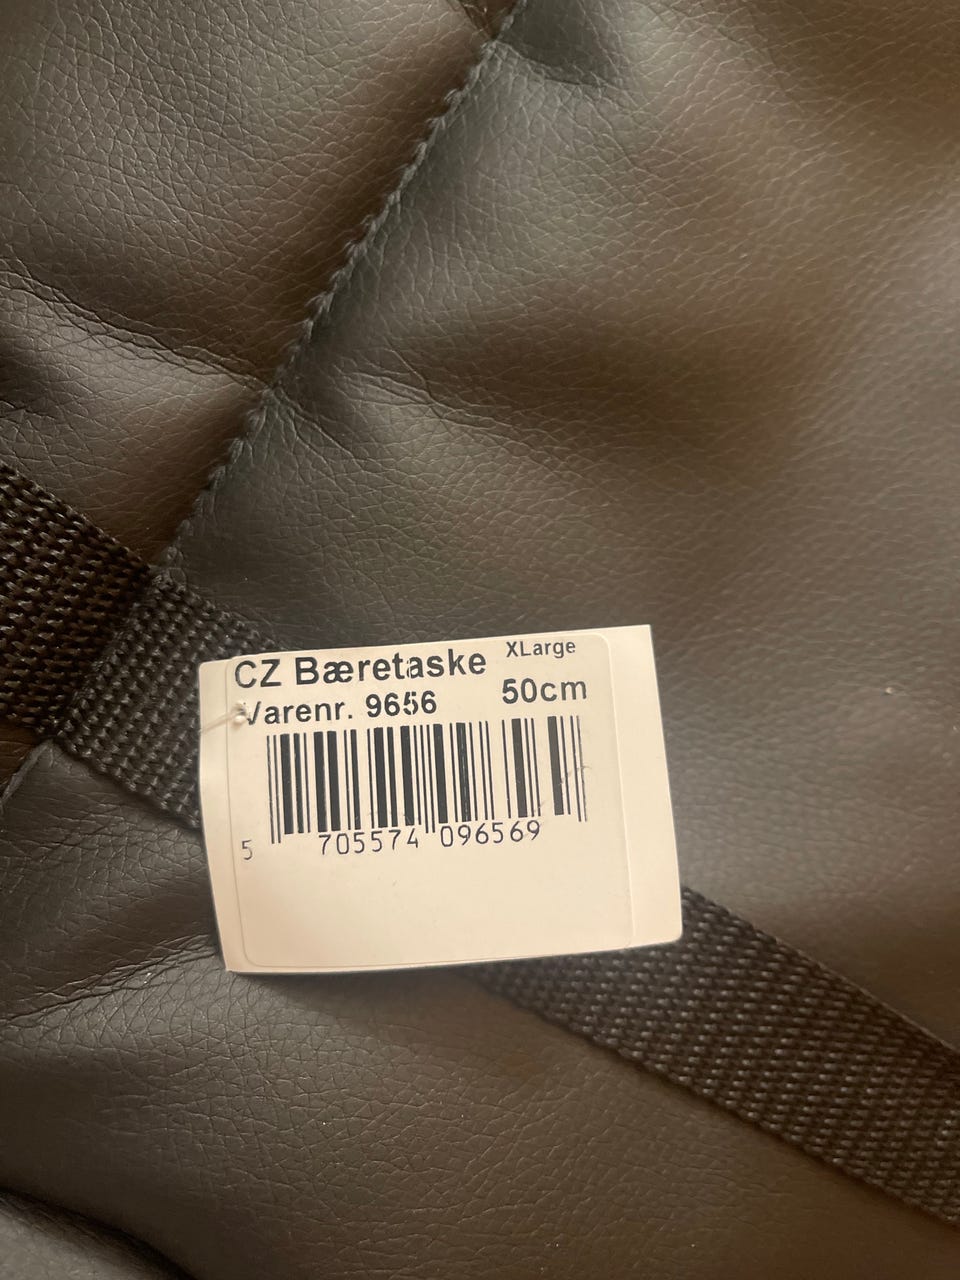 CZ Bæretaske XLarge
Varenr. 9656 50cm
5 705574 096569